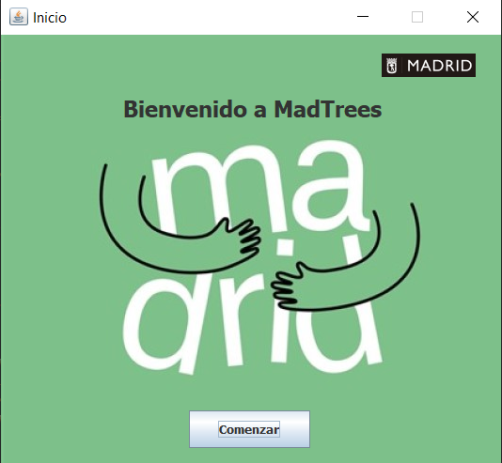 Inicio
MADRID
Bienvenido a MadTrees
ma
drid
Comenzar